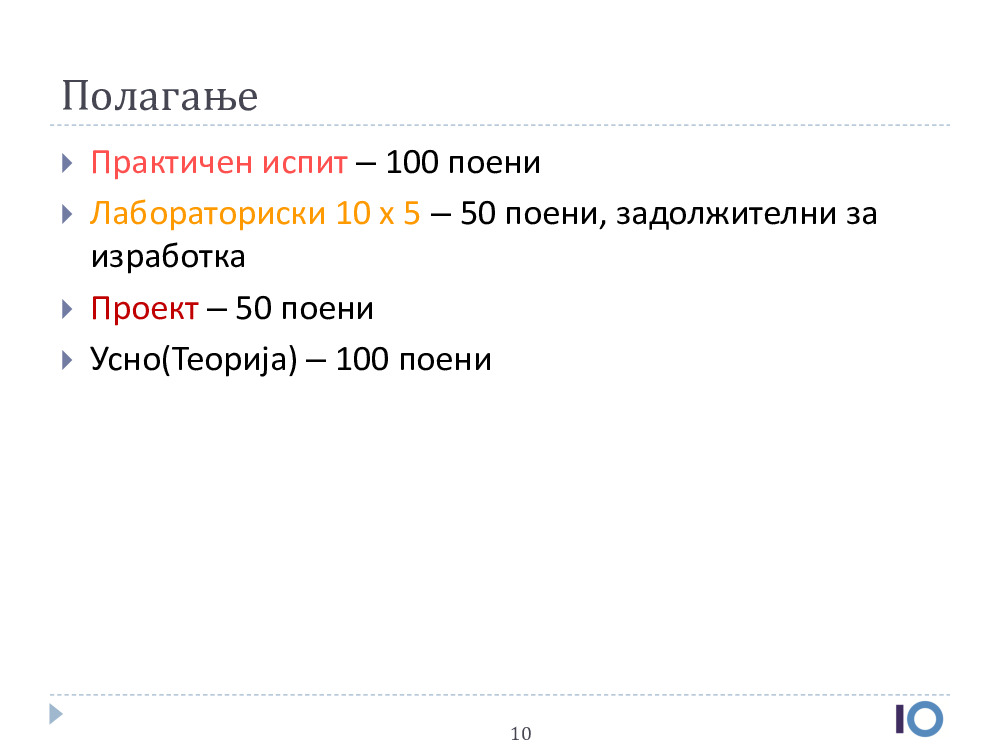 Полагање
Практичен испит – 100 поени
Лабораториски 10 x 5 – 50 поени, задолжителни за
изработка
Проект – 50 поени
Усно(Теорија) – 100 поени
10